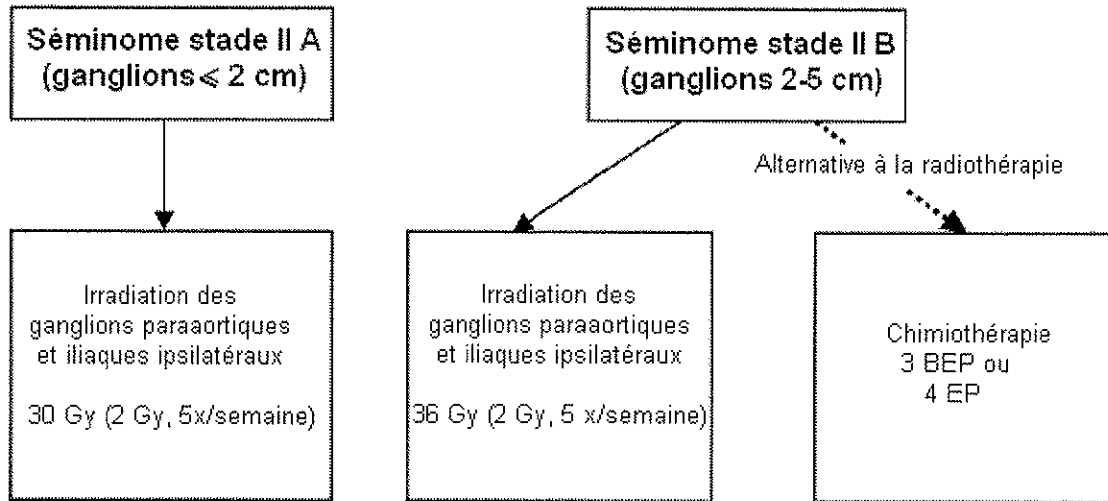 Séminome stade II A
(ganglions ≤ 2 cm)
Séminome stade II B
(ganglions 2-5 cm)
Alternative à la radiothérapie
Irradiation des
ganglions paraaortiques
et iliaques ipsilatéraux
30 Gy (2 Gy, 5x/semaine)
Irradiation des
ganglions paraaortiques
et iliaques ipsilatéraux
36 Gy (2 Gy, 5 x/semaine)
Chimiothérapie
3 BEP ou
4 EP